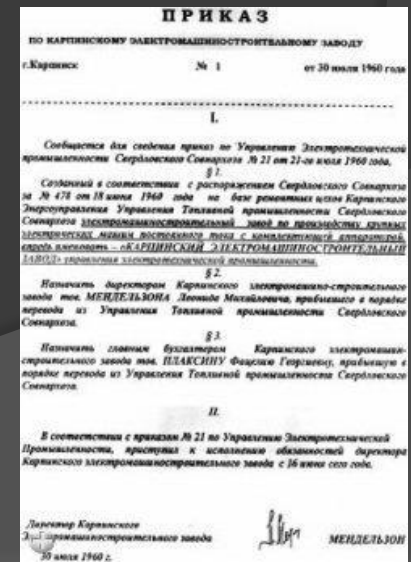 ПРИКАЗ
ПО КАРПИНСКОМУ ЭЛЕКТРОМАШИНОСТРОИТЕЛЬНОМУ ЗАВОДУ
г.Карпинск № 1 от 30 июля 1960 года
I.
Сообщается для сведения приказ по Управлению Электротехнической
промышленности Свердловского Совнархоза № 21 от 21-го июля 1960 года.
§ 1.
Созданный в соответствии с распоряжением Свердловского Совнархоза
за № 478 от 18 июня 1960 года на базе ремонтных цехов Карпинского
Энергоуправления Управления Топливной промышленности Свердловского
Совнархоза электромашиностроительный завод по производству крупных
электрических машин постоянного тока с комплектующей аппаратурой,
впредь именовать – «КАРПИНСКИЙ ЭЛЕКТРОМАШИНОСТРОИТЕЛЬНЫЙ
ЗАВОД» управления электротехнической промышленности.
§ 2.
Назначить директором Карпинского электромашино-строительного
завода тов. МЕНДЕЛЬЗОНА Леонида Михайловича, прибывшего в порядке
перевода из Управления Топливной промышленности Свердловского
Совнархоза.
§ 3.
Назначить главным бухгалтером Карпинского электромашино-
строительного завода тов. ПЛАКСИНУ Георгиевну, прибывшую в
порядке перевода из Управления Топливной промышленности Свердловского
Совнархоза.
II.
В соответствии с приказом № 21 по Управлению Электротехнической
Промышленности, приступил к исполнению обязанностей директора
Карпинского электромашиностроительного завода с 16 июня сего года.
Директор Карпинского
Электромашиностроительного завода МЕНДЕЛЬЗОН
30 июля 1960 г.